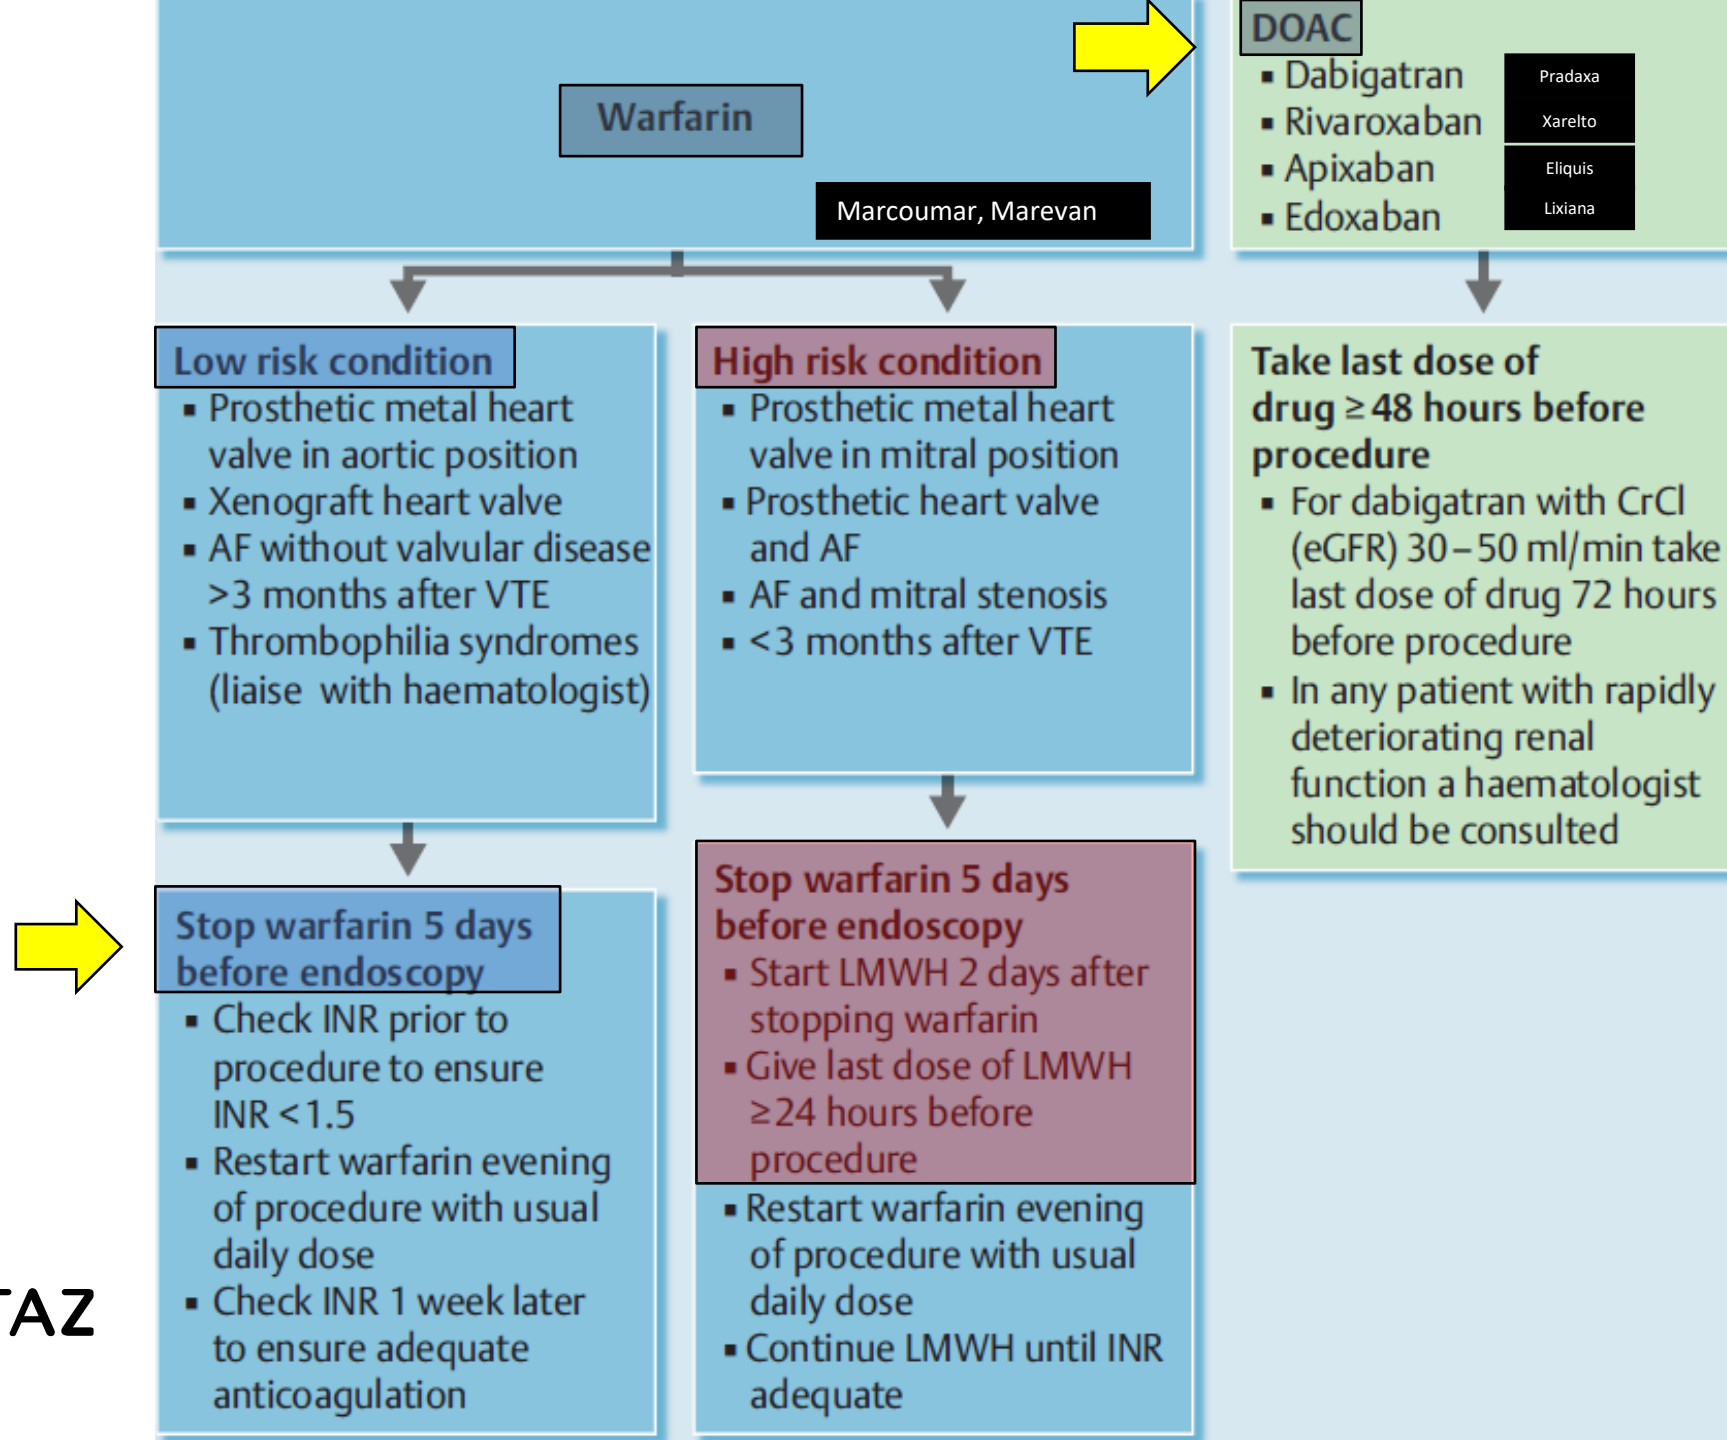 Warfarin
Marcoumar, Marevan
DOAC
▪ Dabigatran Pradaxa
▪ Rivaroxaban Xarelto
▪ Apixaban Eliquis
▪ Edoxaban Lixiana
Low risk condition
▪ Prosthetic metal heart
valve in aortic position
▪ Xenograft heart valve
▪ AF without valvular disease
>3 months after VTE
▪ Thrombophilia syndromes
(liaise with haematologist)
High risk condition
▪ Prosthetic metal heart
valve in mitral position
▪ Prosthetic heart valve
and AF
▪ AF and mitral stenosis
▪ <3 months after VTE
Take last dose of
drug ≥48 hours before
procedure
▪ For dabigatran with CrCl
(eGFR) 30–50 ml/min take
last dose of drug 72 hours
before procedure
▪ In any patient with rapidly
deteriorating renal
function a haematologist
should be consulted
Stop warfarin 5 days
before endoscopy
▪ Check INR prior to
procedure to ensure
INR <1.5
▪ Restart warfarin evening
of procedure with usual
daily dose
▪ Check INR 1 week later
to ensure adequate
anticoagulation
Stop warfarin 5 days
before endoscopy
▪ Start LMWH 2 days after
stopping warfarin
▪ Give last dose of LMWH
≥24 hours before
procedure
▪ Restart warfarin evening
of procedure with usual
daily dose
▪ Continue LMWH until INR
adequate